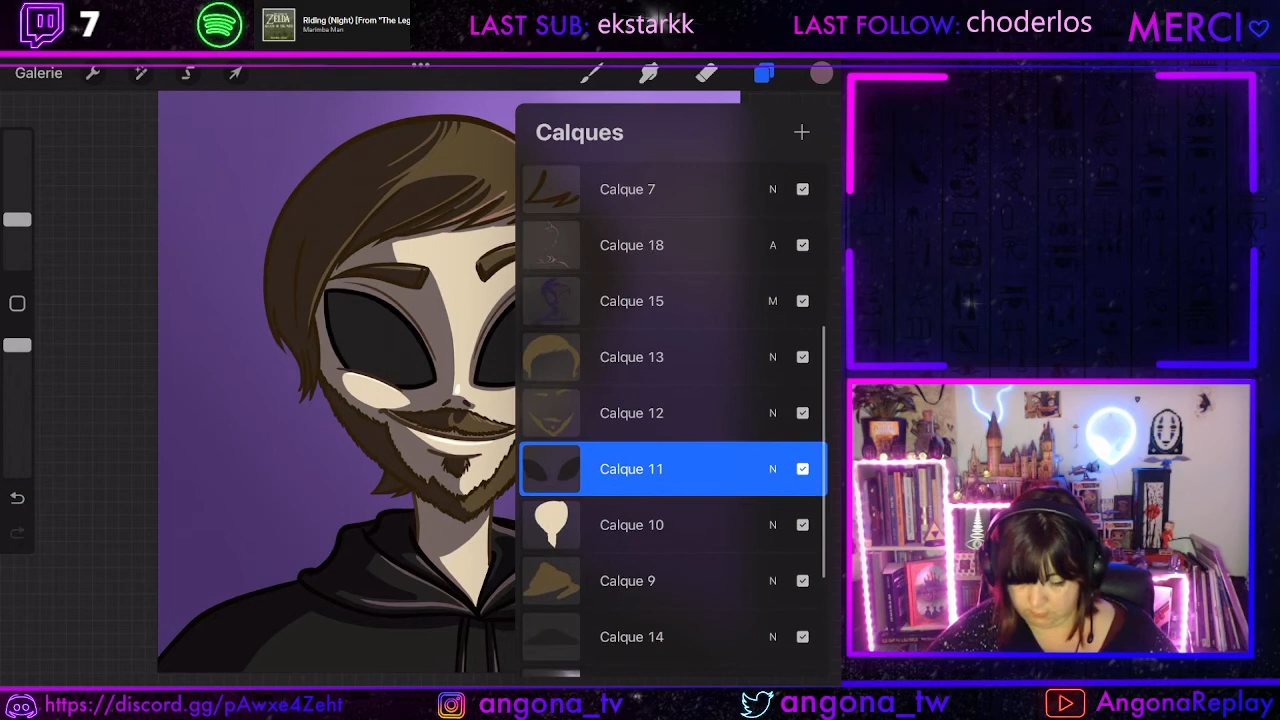 7
Riding (Night) [From "The Leg
Marimba Man
ZELDA
LAST SUB: ekstarkk
LAST FOLLOW: choderlos
MERCI
Galerie
Calques
Calque 7
N
Calque 18
A
Calque 15
M
Calque 13
N
Calque 12
N
Calque 11
N
Calque 10
N
Calque 9
N
Calque 14
N
https://discord.gg/pAwxe4Zeht
angona_tv
angona_tw
AngonaReplay